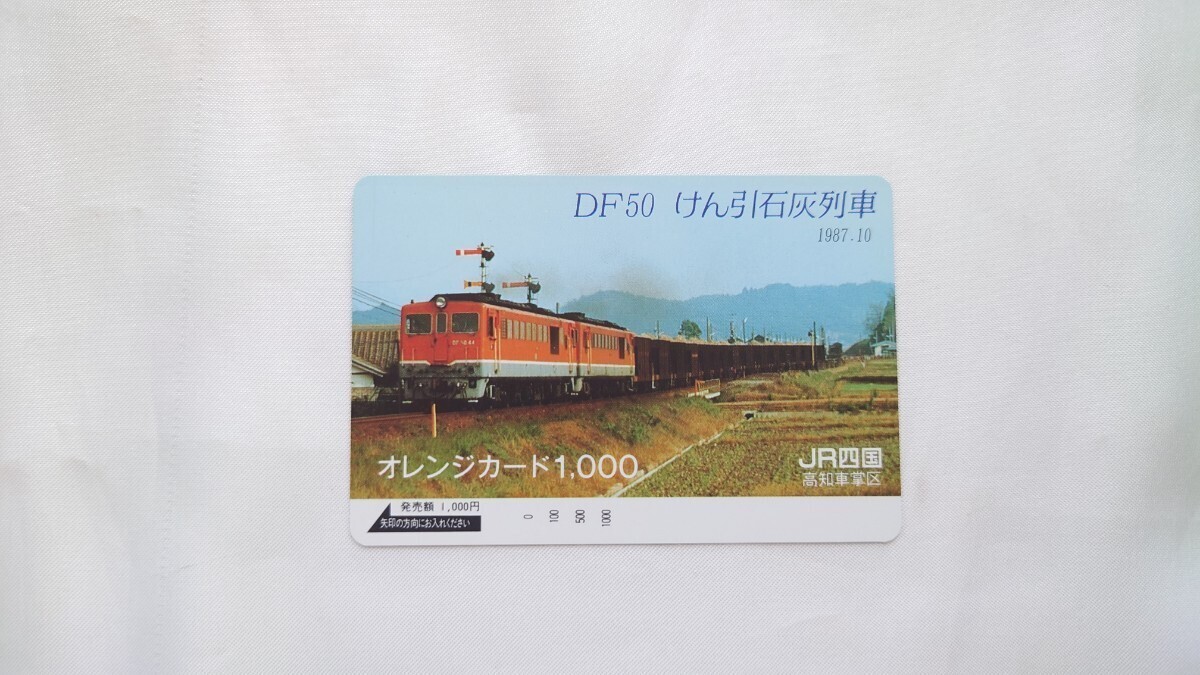 DF50 けん引石灰列車
1987.10
オレンジカード1,000
JR四国
高知車掌区
発売額 1,000円
矢印の方向にお入れください
0 100 500 1000